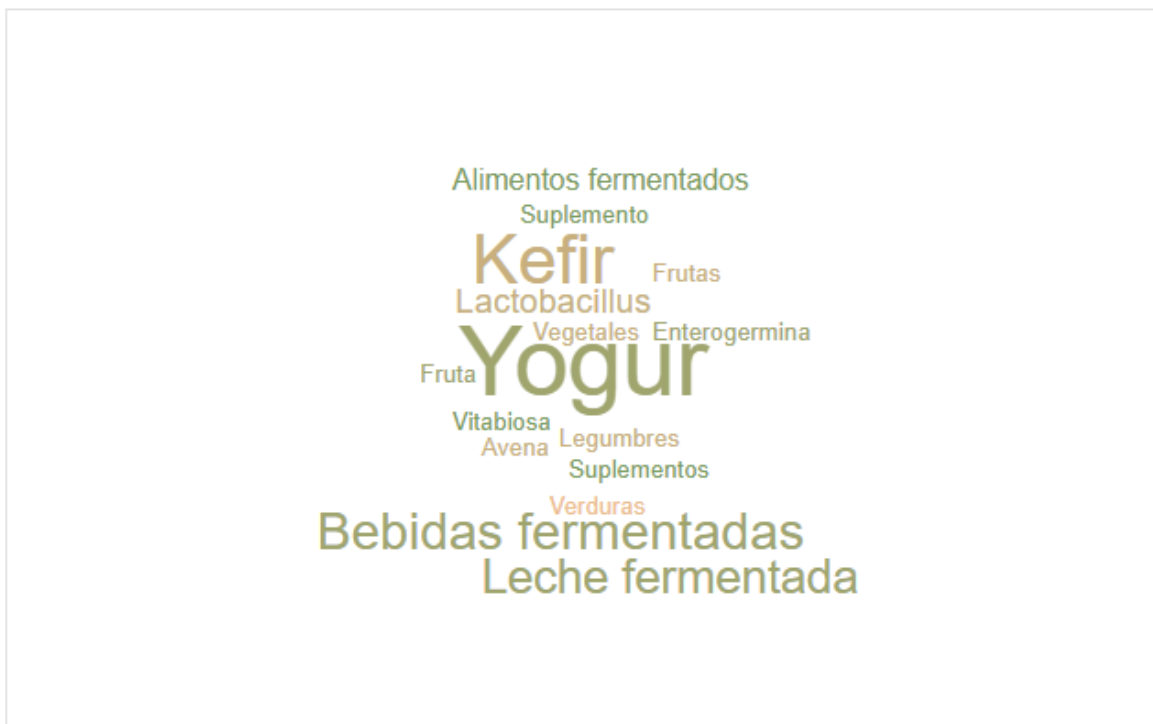 Alimentos fermentados
Suplemento
Kefir
Frutas
Lactobacillus
Vegetales
Enterogermina
Yogur
Fruta
Vitabiosa
Legumbres
Avena
Suplementos
Verduras
Bebidas fermentadas
Leche fermentada